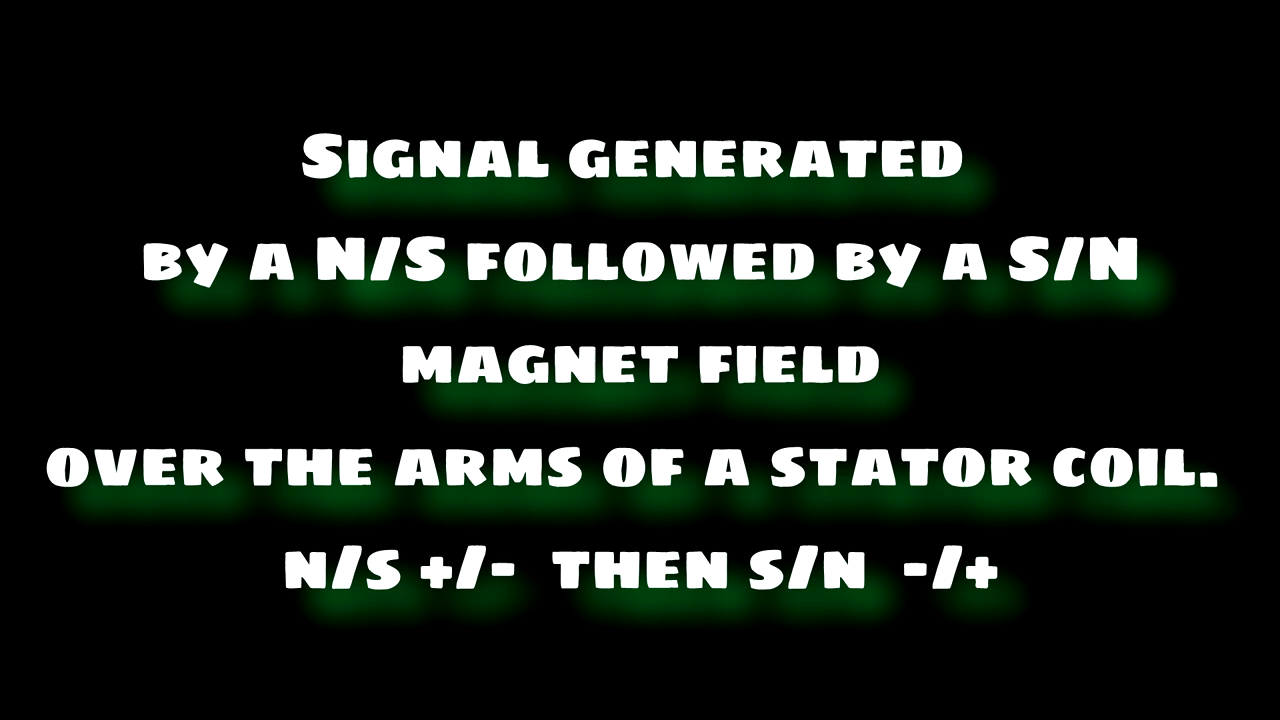 Signal generated
by a N/S followed by a S/N
magnet field
over the arms of a stator coil.
N/S +/-  then S/N  -/+